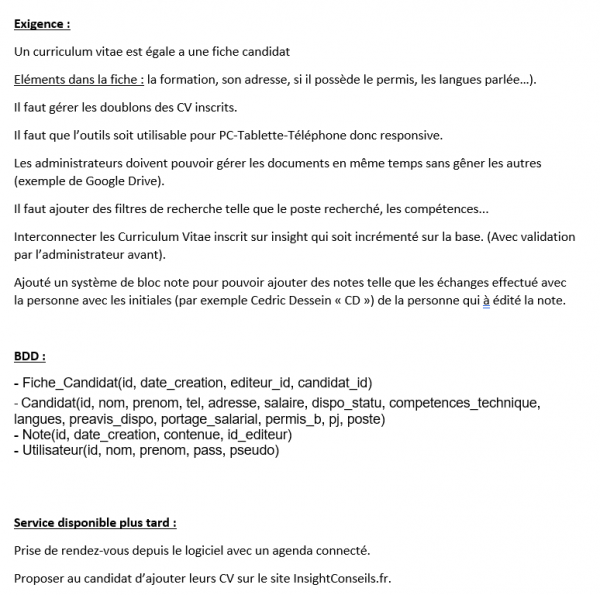 Exigence :
Un curriculum vitae est égale a une fiche candidat
Eléments dans la fiche : la formation, son adresse, si il possède le permis, les langues parlée…).
Il faut gérer les doublons des CV inscrits.
Il faut que l’outils soit utilisable pour PC-Tablette-Téléphone donc responsive.
Les administrateurs doivent pouvoir gérer les documents en même temps sans gêner les autres
(exemple de Google Drive).
Il faut ajouter des filtres de recherche telle que le poste recherché, les compétences...
Interconnecter les Curriculum Vitae inscrit sur insight qui soit incrémenté sur la base. (Avec validation
par l’administrateur avant).
Ajouté un système de bloc note pour pouvoir ajouter des notes telle que les échanges effectué avec
la personne avec les initiales (par exemple Cedric Dessein « CD ») de la personne qui à édité la note.
BDD :
- Fiche_Candidat(id, date_creation, editeur_id, candidat_id)
- Candidat(id, nom, prenom, tel, adresse, salaire, dispo_statu, competences_technique,
langues, preavis_dispo, portage_salarial, permis_b, pj, poste)
- Note(id, date_creation, contenue, id_editeur)
- Utilisateur(id, nom, prenom, pass, pseudo)
Service disponible plus tard :
Prise de rendez-vous depuis le logiciel avec un agenda connecté.
Proposer au candidat d’ajouter leurs CV sur le site InsightConseils.fr.